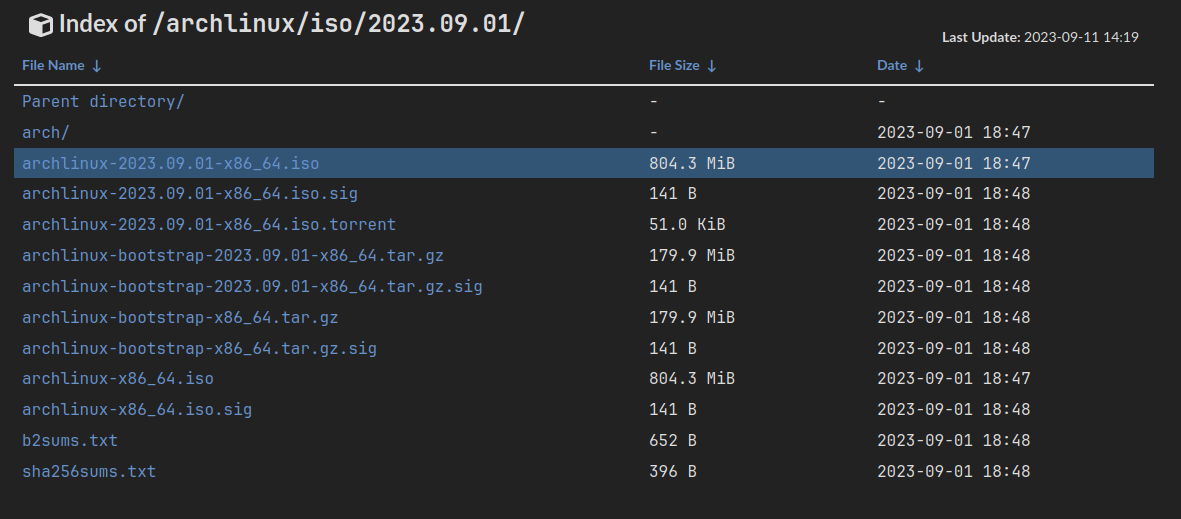 Index of /archlinux/iso/2023.09.01/
Last Update: 2023-09-11 14:19
File Name ↓ File Size ↓ Date ↓
Parent directory/ - -
arch/ - 2023-09-01 18:47
archlinux-2023.09.01-x86_64.iso 804.3 MiB 2023-09-01 18:47
archlinux-2023.09.01-x86_64.iso.sig 141 B 2023-09-01 18:48
archlinux-2023.09.01-x86_64.iso.torrent 51.0 KiB 2023-09-01 18:48
archlinux-bootstrap-2023.09.01-x86_64.tar.gz 179.9 MiB 2023-09-01 18:48
archlinux-bootstrap-2023.09.01-x86_64.tar.gz.sig 141 B 2023-09-01 18:48
archlinux-bootstrap-x86_64.tar.gz 179.9 MiB 2023-09-01 18:48
archlinux-bootstrap-x86_64.tar.gz.sig 141 B 2023-09-01 18:48
archlinux-x86_64.iso 804.3 MiB 2023-09-01 18:47
archlinux-x86_64.iso.sig 141 B 2023-09-01 18:48
b2sums.txt 652 B 2023-09-01 18:48
sha256sums.txt 396 B 2023-09-01 18:48